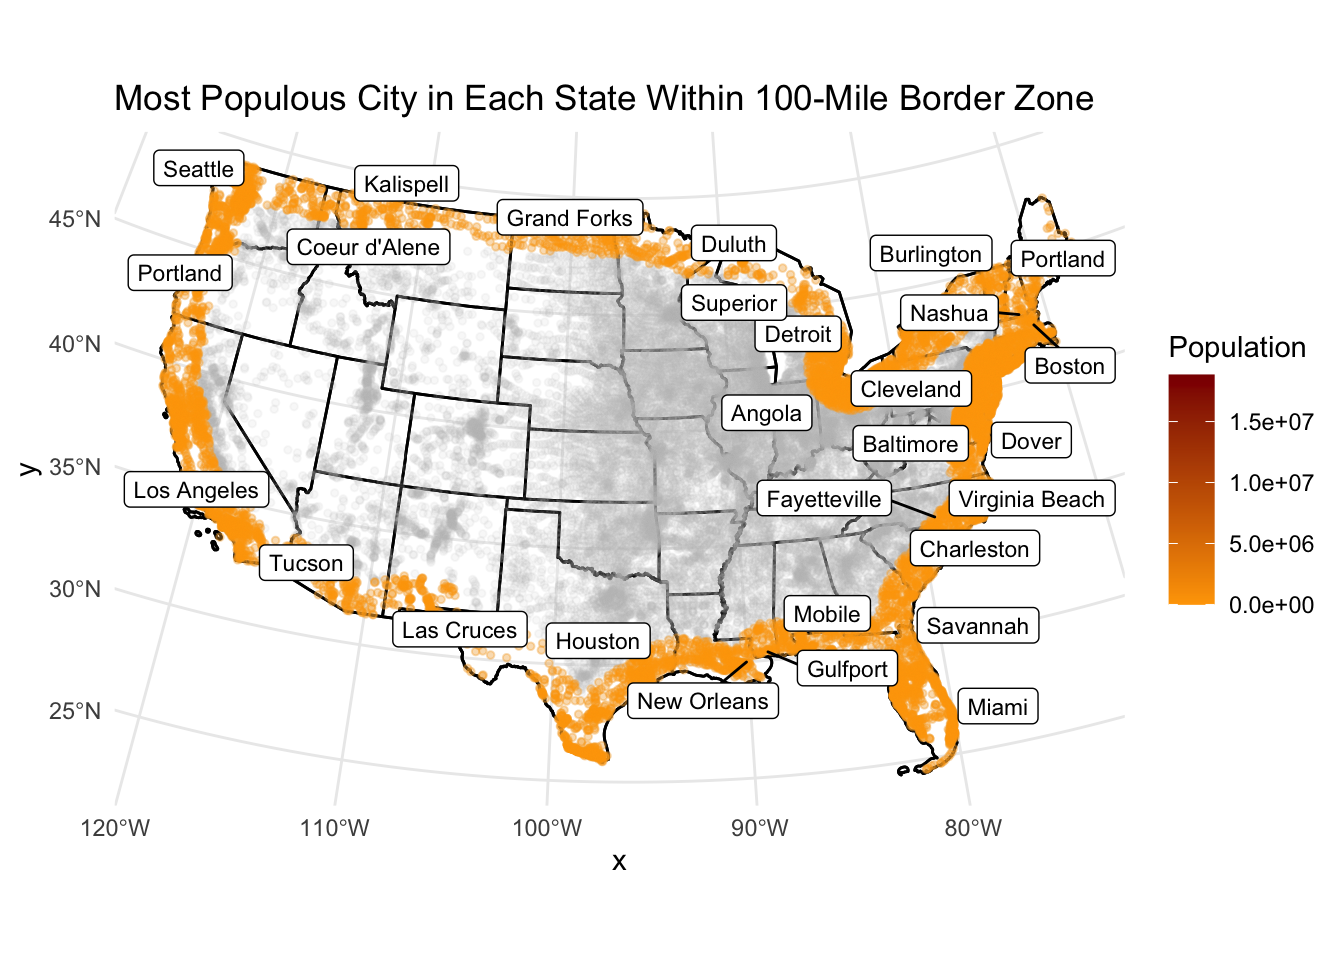 Most Populous City in Each State Within 100-Mile Border Zone
Seattle
Kalispell
Grand Forks
Coeur d'Alene
Duluth
Burlington
Portland
Portland
Superior
Nashua
Detroit
Boston
Cleveland
Angola
Baltimore
Dover
Los Angeles
Fayetteville
Virginia Beach
Charleston
Tucson
Mobile
Savannah
Las Cruces
Houston
Gulfport
New Orleans
Miami
45°N
40°N
35°N
30°N
25°N
y
120°W
110°W
100°W
90°W
80°W
x
Population
1.5e+07
1.0e+07
5.0e+06
0.0e+00